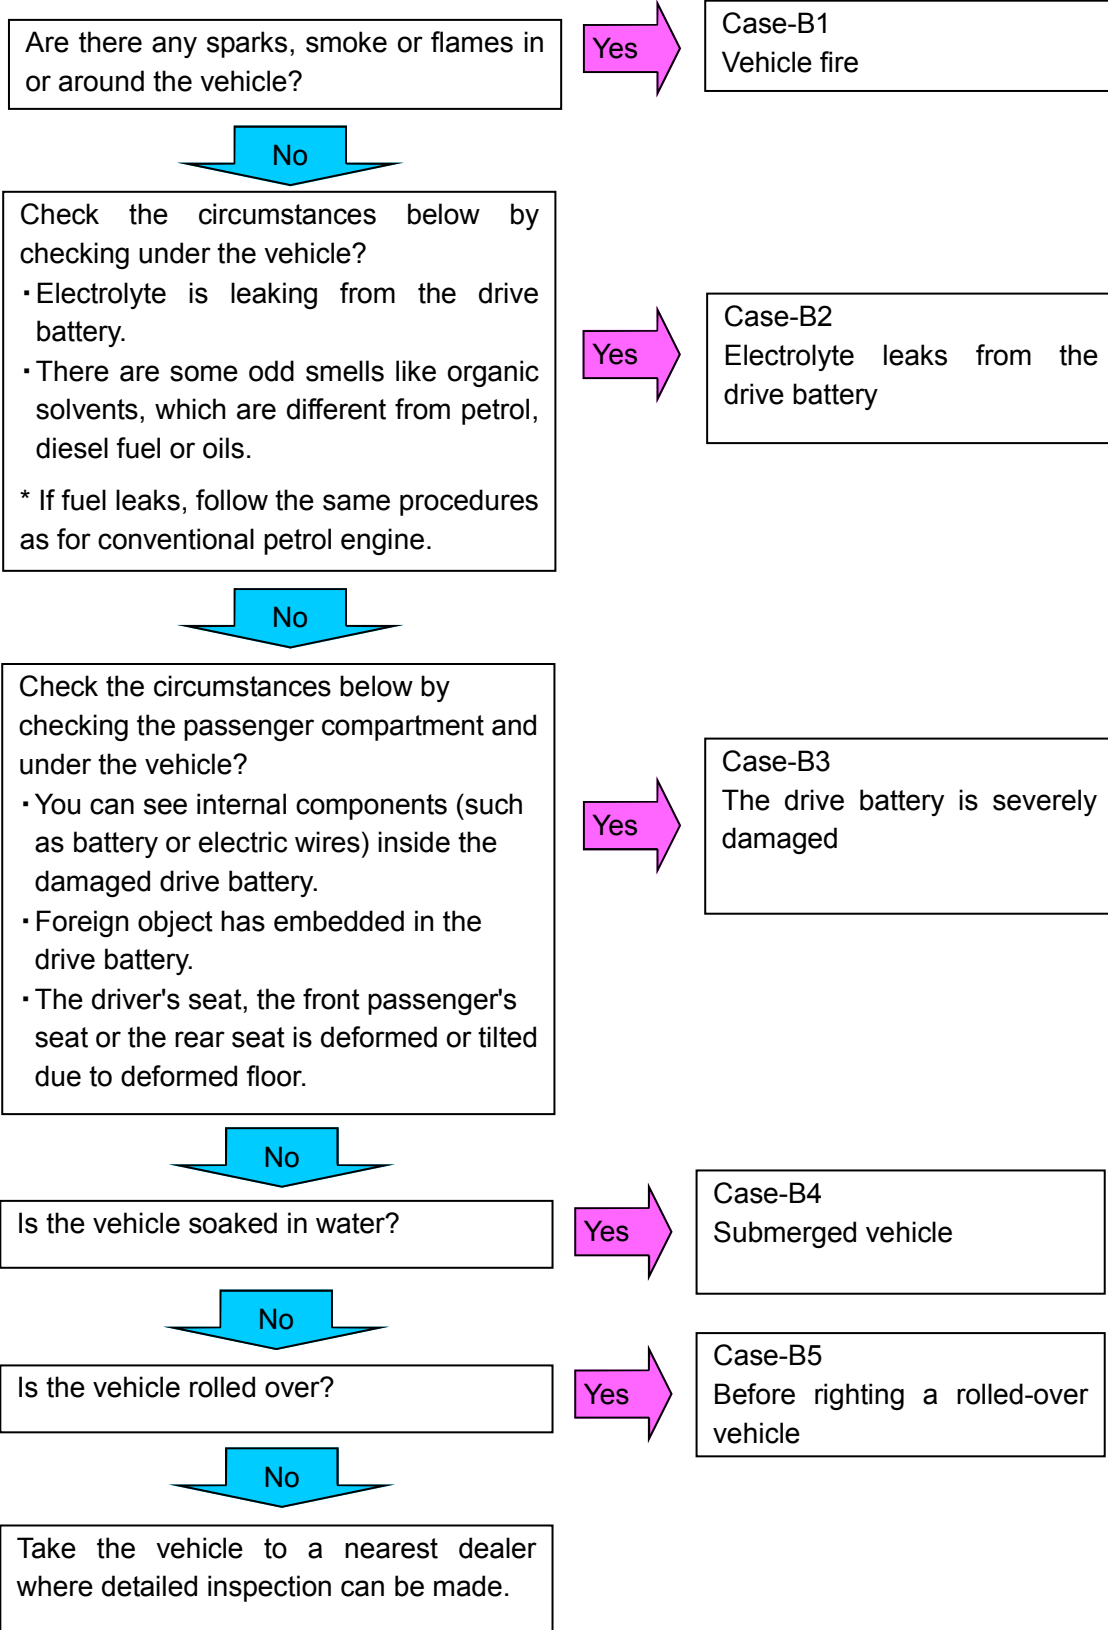 Are there any sparks, smoke or flames in
or around the vehicle?
Yes
Case-B1
Vehicle fire
No
Check the circumstances below by
checking under the vehicle?
・Electrolyte is leaking from the drive
battery.
・There are some odd smells like organic
solvents, which are different from petrol,
diesel fuel or oils.
* If fuel leaks, follow the same procedures
as for conventional petrol engine.
Yes
Case-B2
Electrolyte leaks from the
drive battery
No
Check the circumstances below by
checking the passenger compartment and
under the vehicle?
・You can see internal components (such
as battery or electric wires) inside the
damaged drive battery.
・Foreign object has embedded in the
drive battery.
・The driver's seat, the front passenger's
seat or the rear seat is deformed or tilted
due to deformed floor.
Yes
Case-B3
The drive battery is severely
damaged
No
Is the vehicle soaked in water?
Yes
Case-B4
Submerged vehicle
No
Is the vehicle rolled over?
Yes
Case-B5
Before righting a rolled-over
vehicle
No
Take the vehicle to a nearest dealer
where detailed inspection can be made.